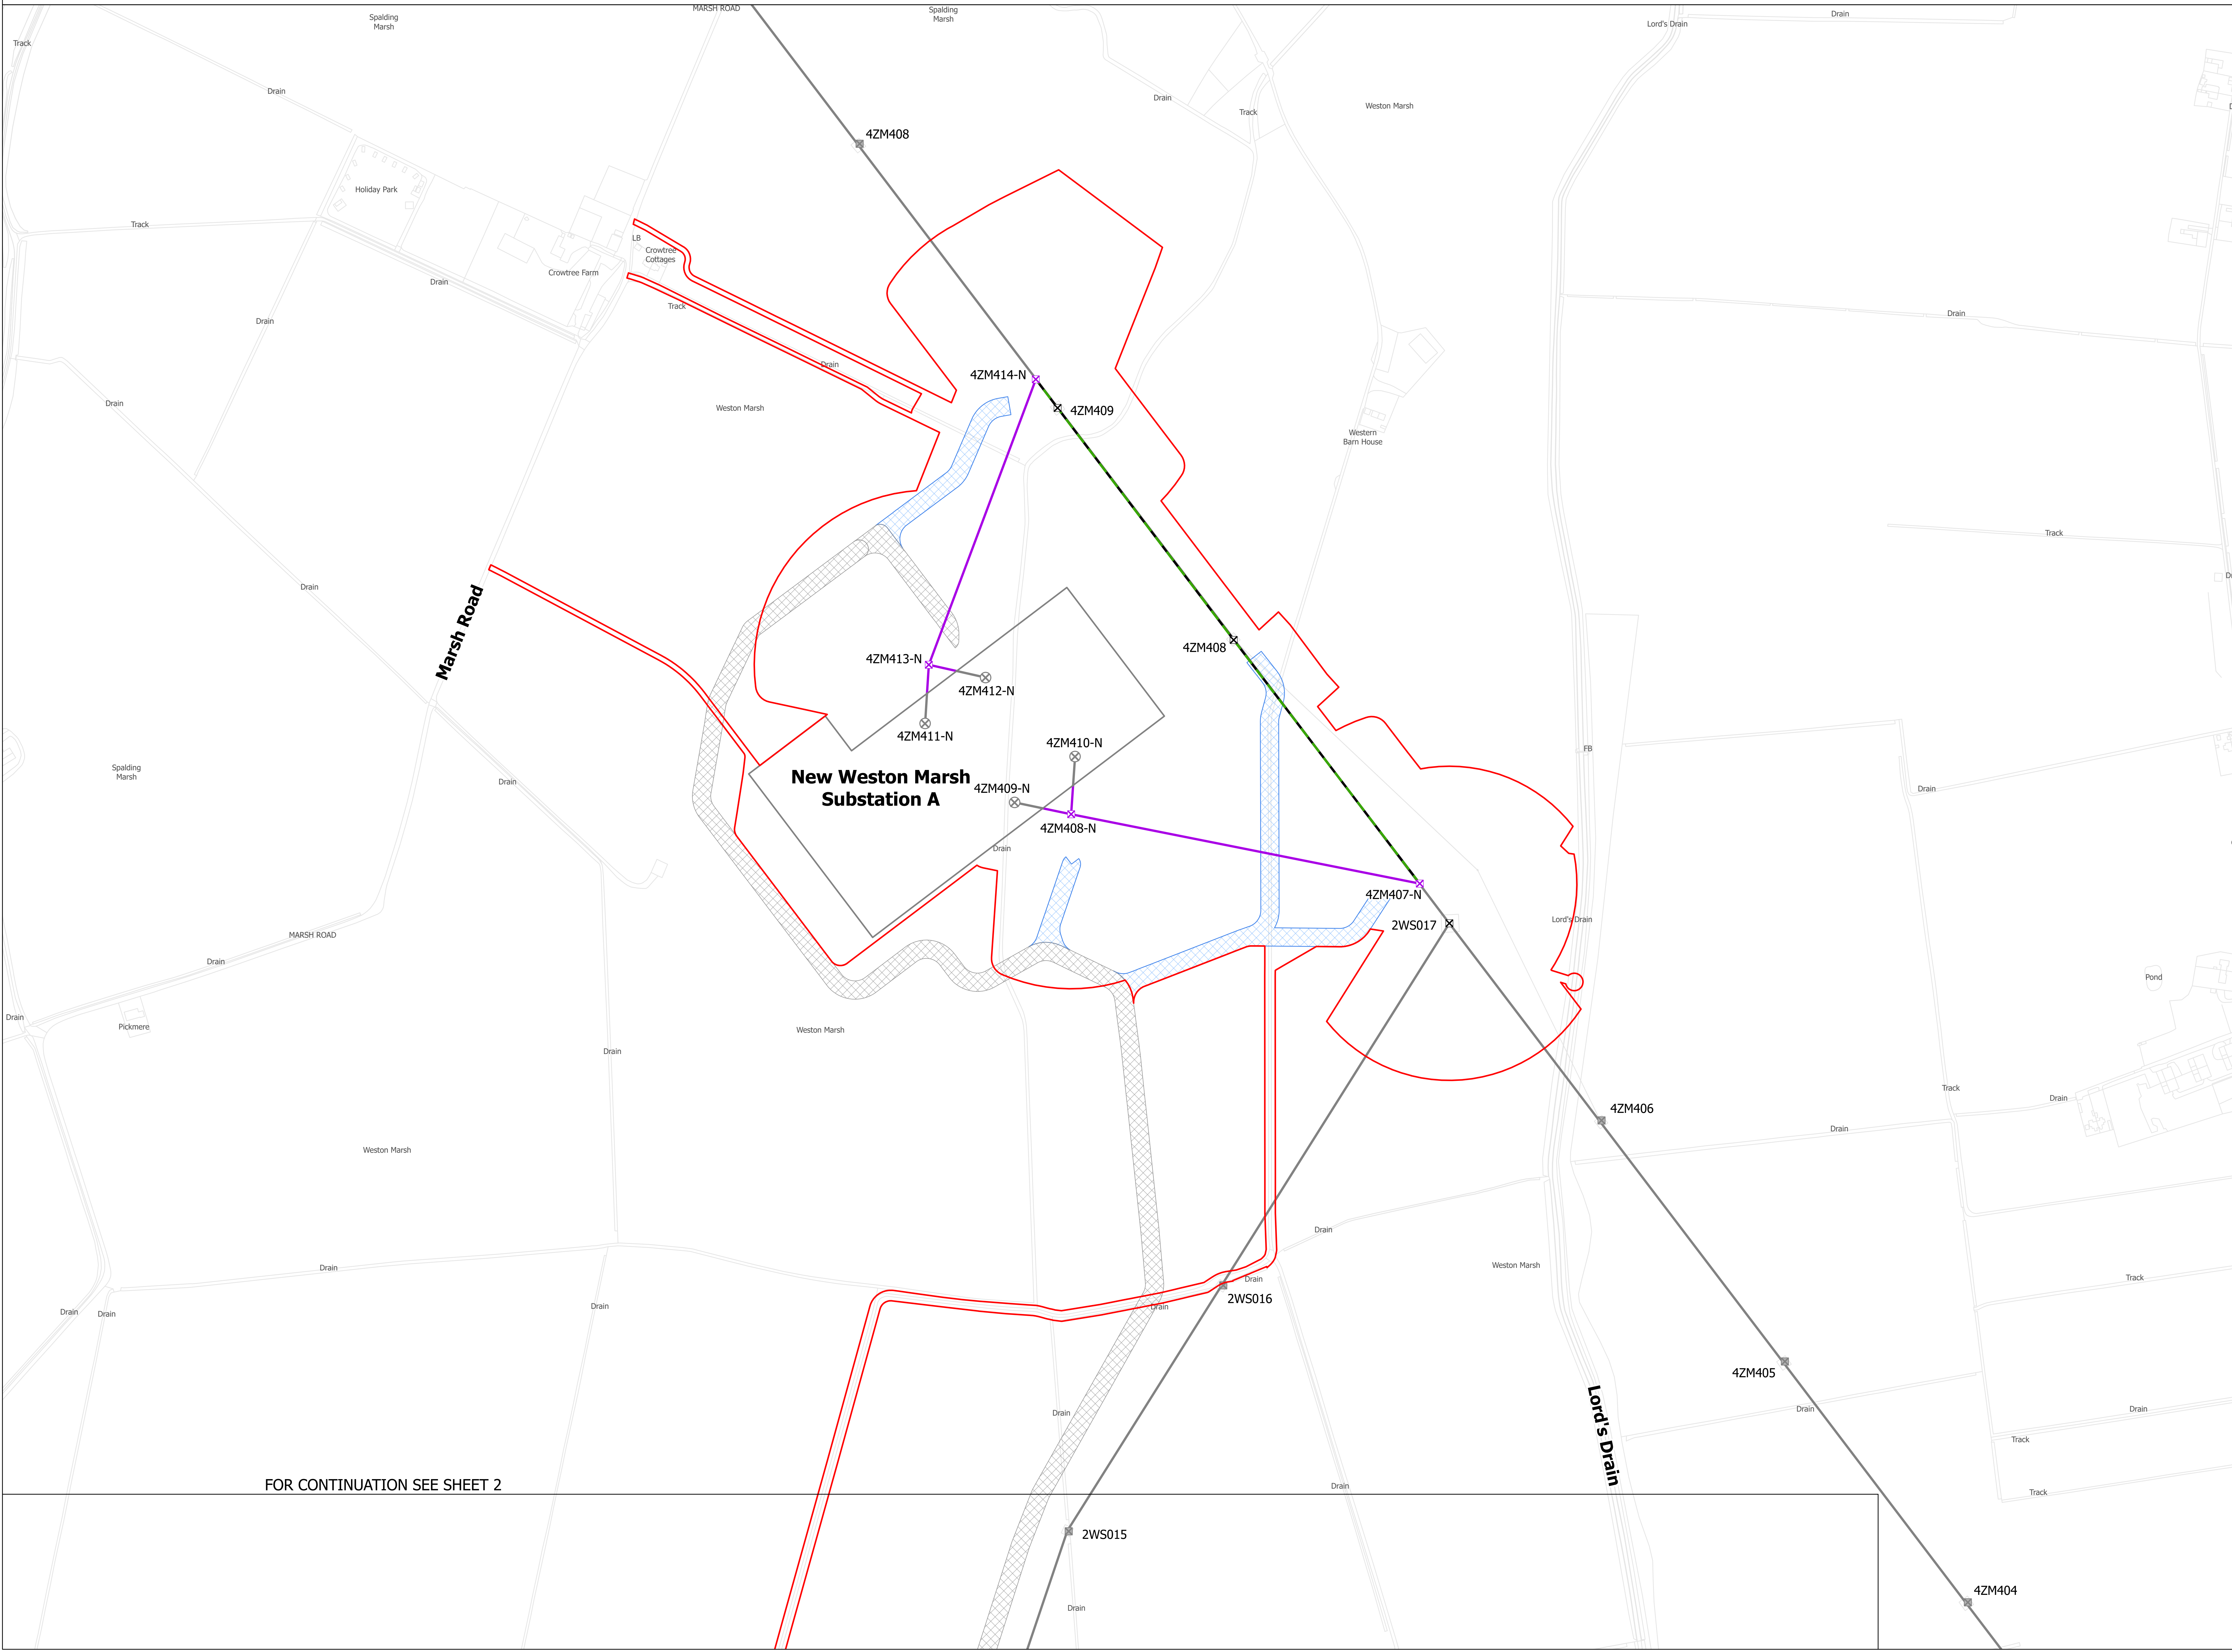 MARSH ROAD
Spalding
Marsh
Spalding
Marsh
Drain
Lord's Drain
Track
Drain
Drain
Weston Marsh
Track
4ZM408
Holiday Park
Track
LB
Crowtree
Cottages
Crowtree Farm
Drain
Track
Drain
Drain
Drain
4ZM414-N
Drain
Weston Marsh
4ZM409
Western
Barn House
Track
Drain
Marsh Road
4ZM408
4ZM413-N
4ZM412-N
4ZM411-N
4ZM410-N
FB
Spalding
Marsh
Drain
New Weston Marsh
Substation A
4ZM409-N
Drain
4ZM408-N
Drain
4ZM407-N
2WS017
Lord's Drain
MARSH ROAD
Drain
Pond
Drain
Pickmere
Weston Marsh
Drain
Track
Drain
4ZM406
Drain
Weston Marsh
Drain
Weston Marsh
Drain
Drain
Track
2WS016
Drain
Drain
Drain
Drain
Drain
4ZM405
Lord's Drain
Drain
Drain
Drain
Track
FOR CONTINUATION SEE SHEET 2
Drain
Track
2WS015
4ZM404
Drain